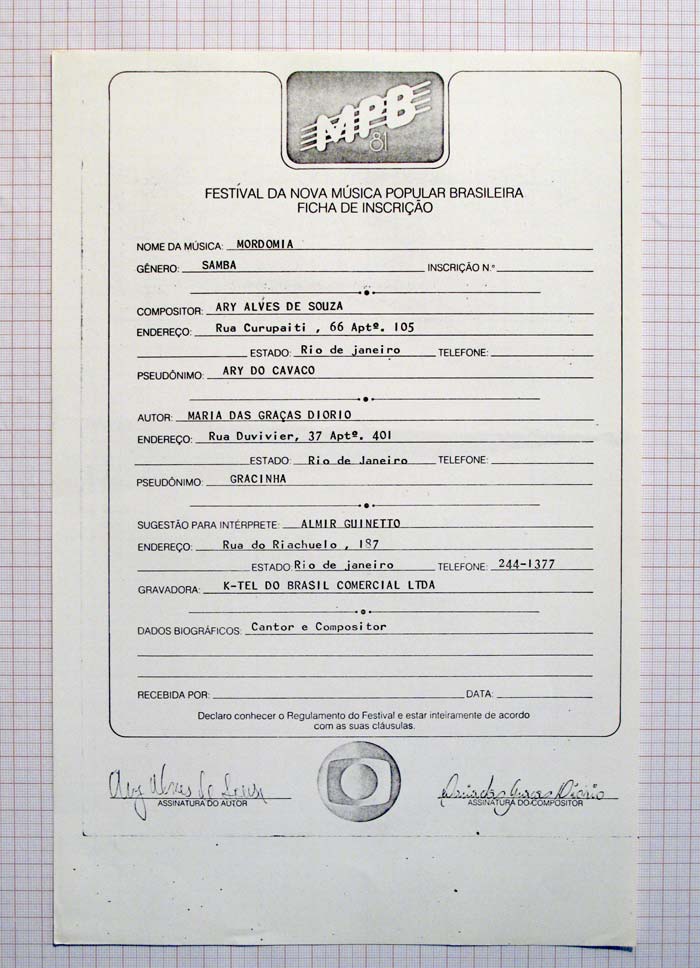 MPB
81
FESTÍVAL DA NOVA MÚSICA POPULAR BRASILEIRA
FICHA DE INSCRIÇÃO
NOME DA MÚSICA: MORDOMIA
GÊNERO: SAMBA INSCRIÇÃO N.º
COMPOSITOR: ARY ALVES DE SOUZA
ENDEREÇO: Rua Curupaiti , 66 Aptº. 105
ESTADO: Rio de janeiro TELEFONE:
PSEUDÔNIMO: ARY DO CAVACO
AUTOR: MARIA DAS GRAÇAS DIORIO
ENDEREÇO: Rua Duvivier, 37 Aptº. 401
ESTADO: Rio de Janeiro TELEFONE:
PSEUDÔNIMO: GRACINHA
SUGESTÃO PARA INTÉRPRETE: ALMIR GUINETTO
ENDEREÇO: Rua do Riachuelo , 187
ESTADO: Rio de janeiro TELEFONE: 244-1377
GRAVADORA: K-TEL DO BRASIL COMERCIAL LTDA
DADOS BIOGRÁFICOS: Cantor e Compositor
RECEBIDA POR: DATA:
Declaro conhecer o Regulamento do Festival e estar inteiramente de acordo
com as suas cláusulas.
Ary Alves de Souza Maria das Graças Diório
ASSINATURA DO AUTOR ASSINATURA DO COMPOSITOR